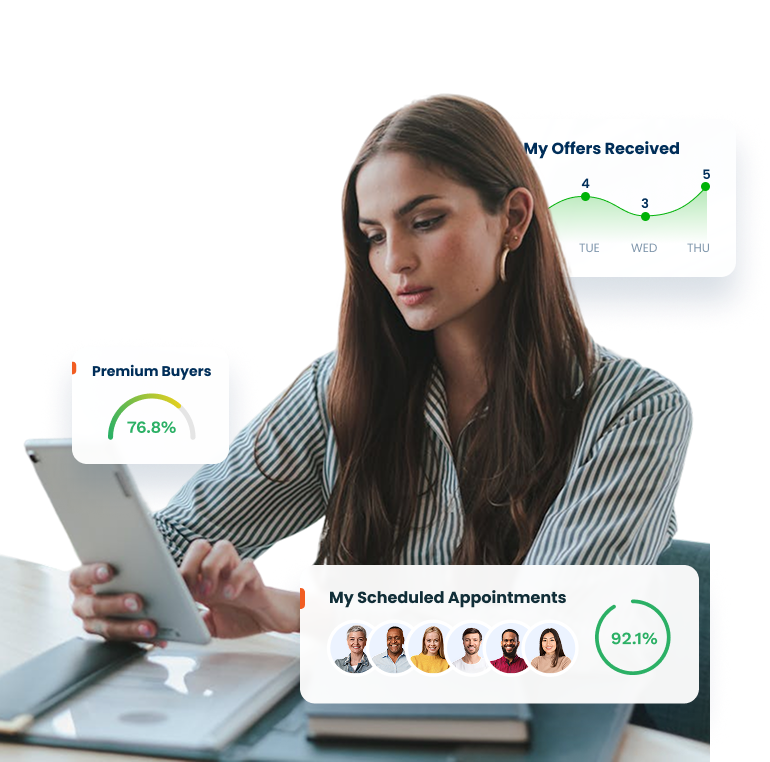 My Offers Received
4
3
5
TUE
WED
THU
Premium Buyers
76.8%
My Scheduled Appointments
92.1%